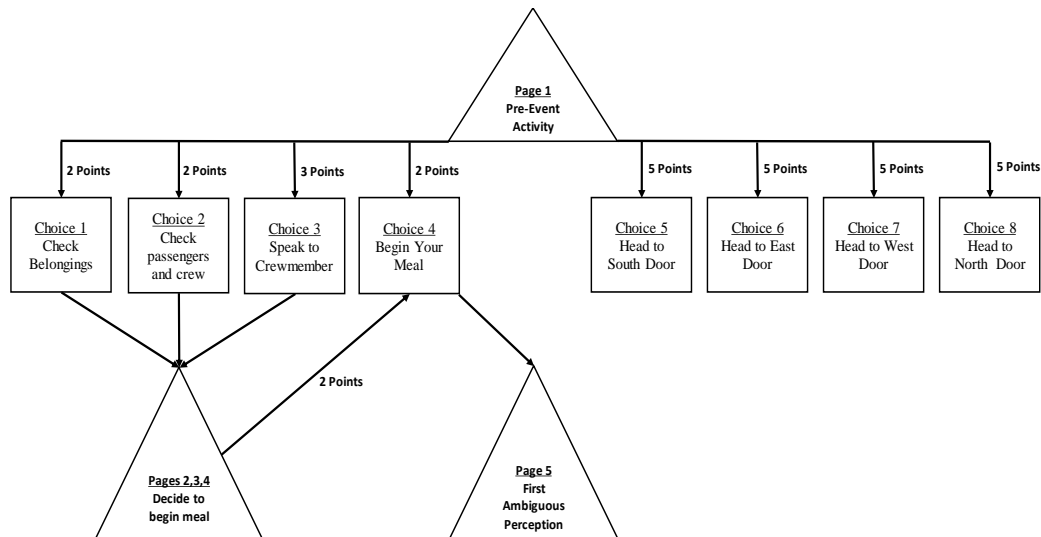 Page 1
Pre-Event
Activity
2 Points
2 Points
3 Points
2 Points
5 Points
5 Points
5 Points
5 Points
Choice 1
Check
Belongings
Choice 2
Check
passengers
and crew
Choice 3
Speak to
Crewmember
Choice 4
Begin Your
Meal
Choice 5
Head to
South Door
Choice 6
Head to East
Door
Choice 7
Head to West
Door
Choice 8
Head to
North Door
2 Points
Pages 2,3,4
Decide to
begin meal
Page 5
First
Ambiguous
Perception